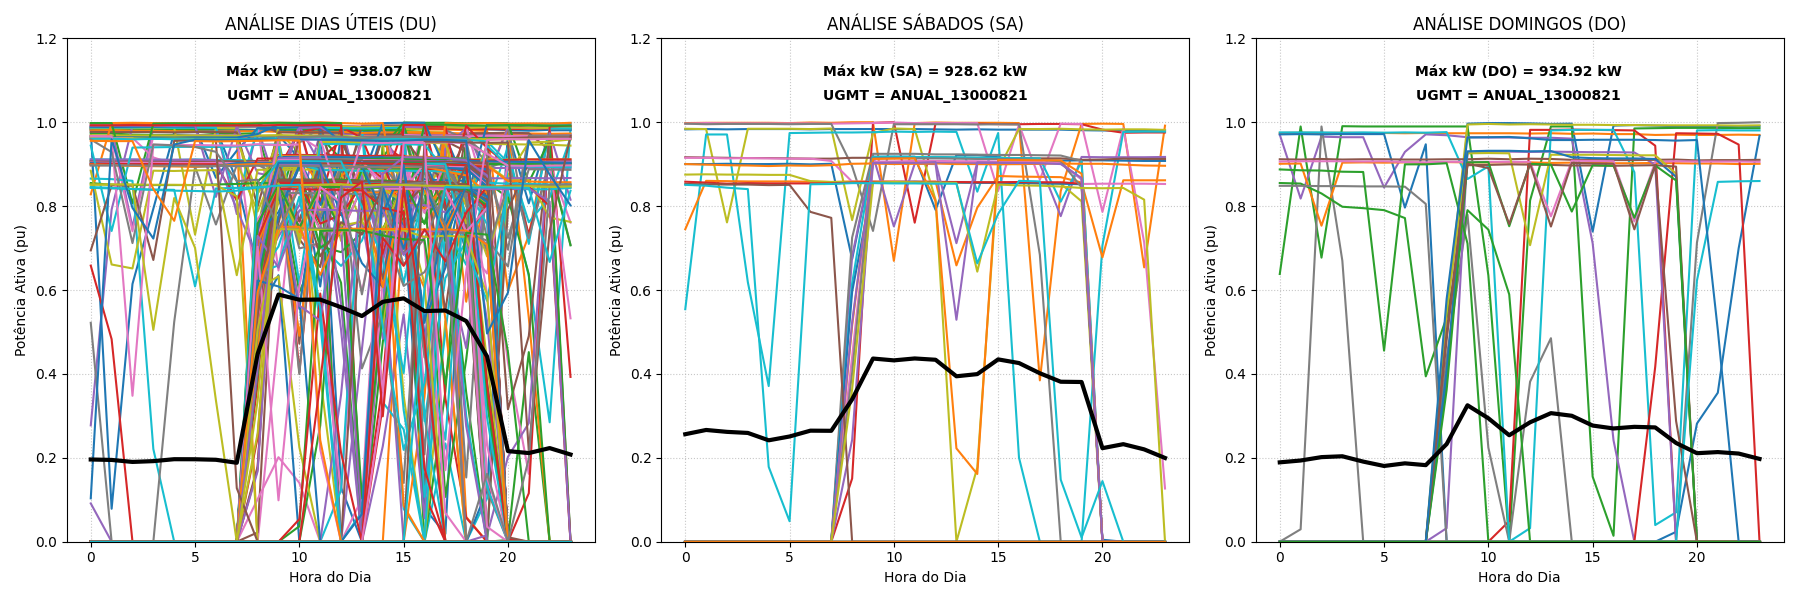 ANÁLISE DIAS ÚTEIS (DU)
Máx kW (DU) = 938.07 kW
UGMT = ANUAL_13000821
Potência Ativa (pu)
1.2
1.0
0.8
0.6
0.4
0.2
0.0
0 5 10 15 20
Hora do Dia
ANÁLISE SÁBADOS (SA)
Máx kW (SA) = 928.62 kW
UGMT = ANUAL_13000821
Potência Ativa (pu)
1.2
1.0
0.8
0.6
0.4
0.2
0.0
0 5 10 15 20
Hora do Dia
ANÁLISE DOMINGOS (DO)
Máx kW (DO) = 934.92 kW
UGMT = ANUAL_13000821
Potência Ativa (pu)
1.2
1.0
0.8
0.6
0.4
0.2
0.0
0 5 10 15 20
Hora do Dia